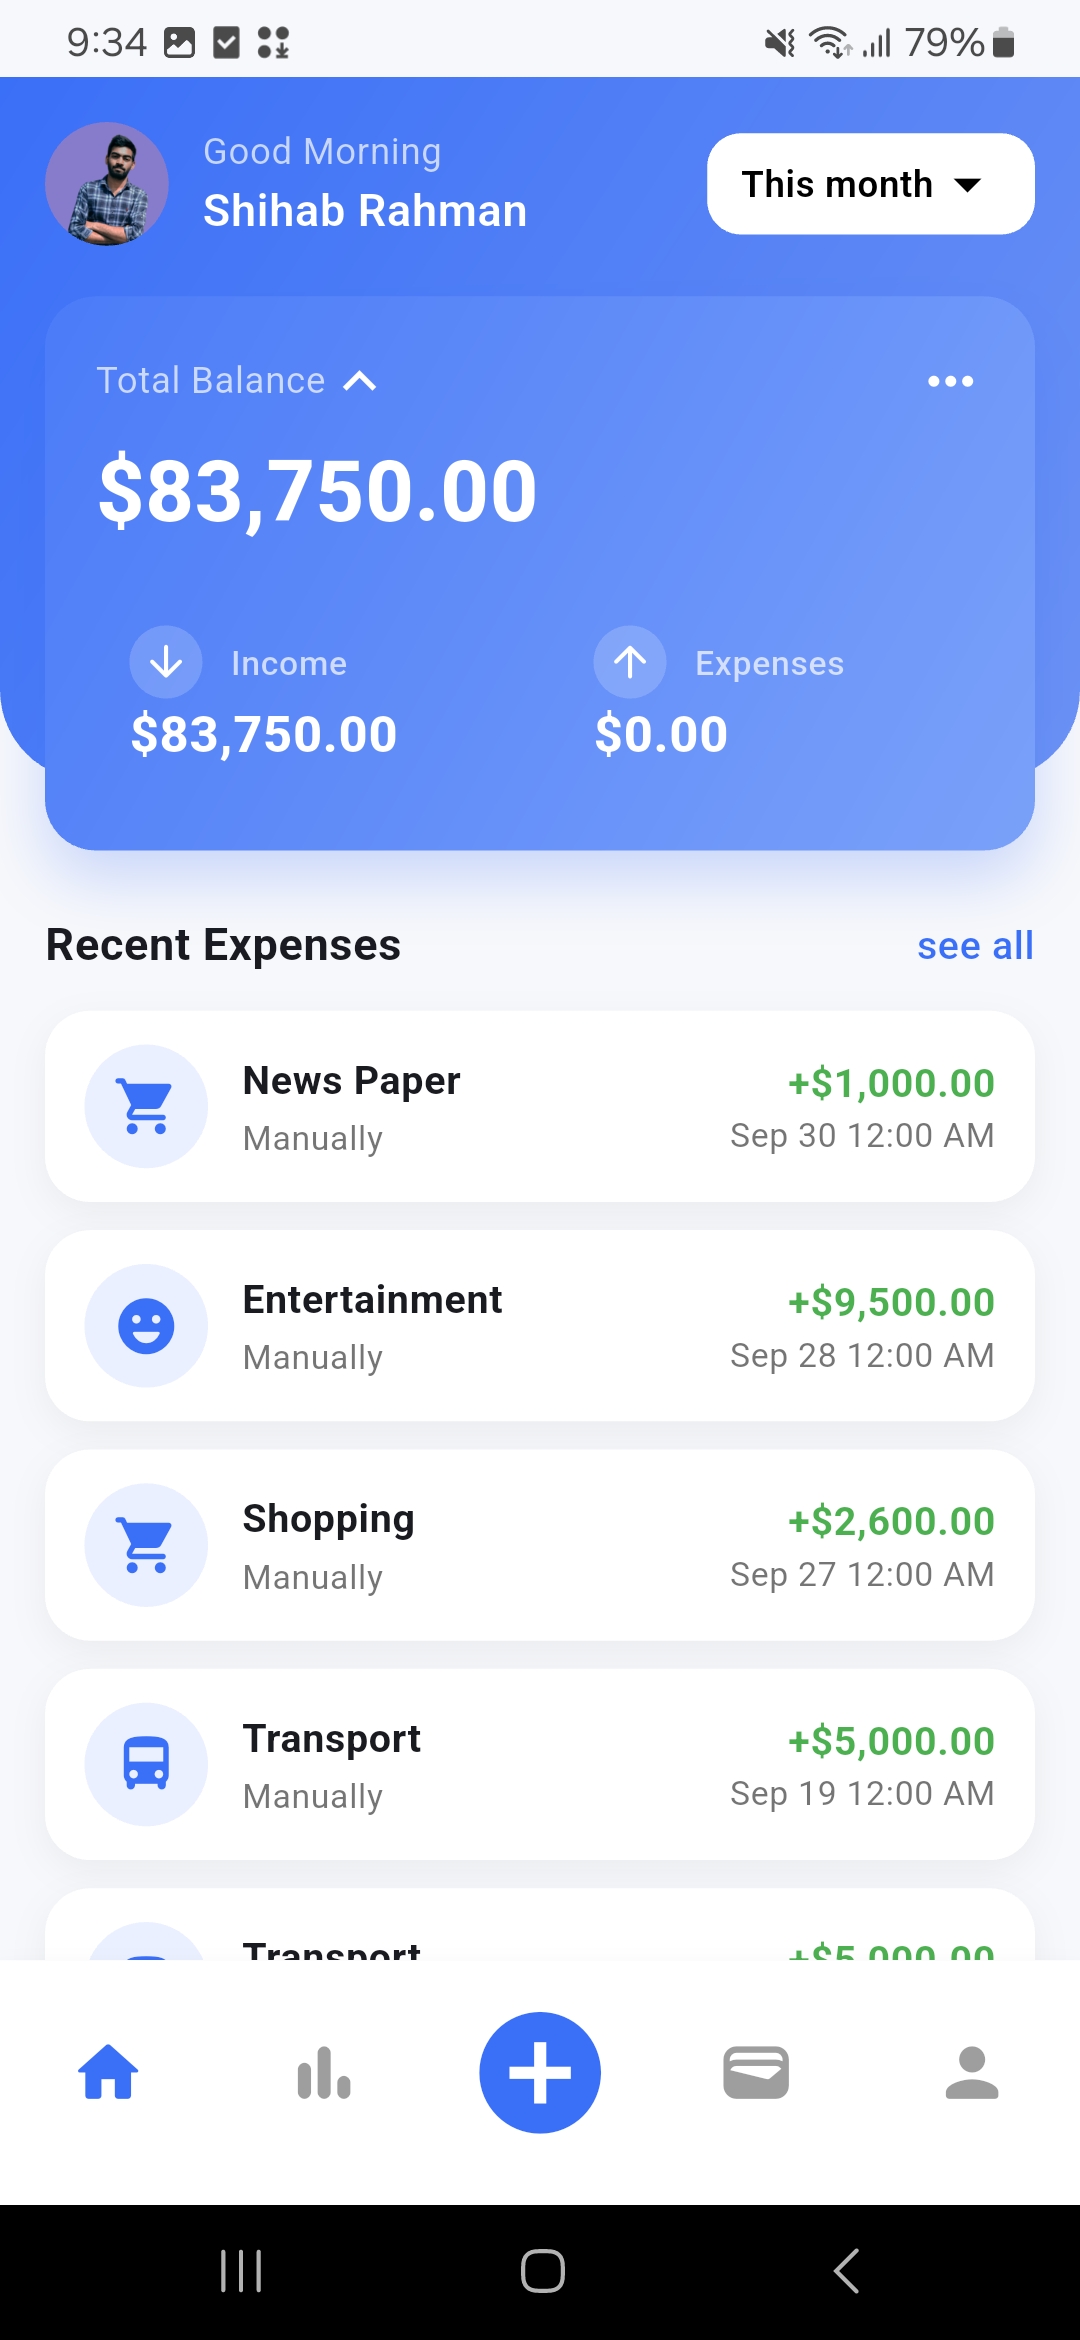 9:34
79%
Good Morning
Shihab Rahman
This month
Total Balance
$83,750.00
Income
Expenses
$83,750.00
$0.00
Recent Expenses
see all
News Paper
+$1,000.00
Manually
Sep 30 12:00 AM
Entertainment
+$9,500.00
Manually
Sep 28 12:00 AM
Shopping
+$2,600.00
Manually
Sep 27 12:00 AM
Transport
+$5,000.00
Manually
Sep 19 12:00 AM
Transport
+$5,000.00